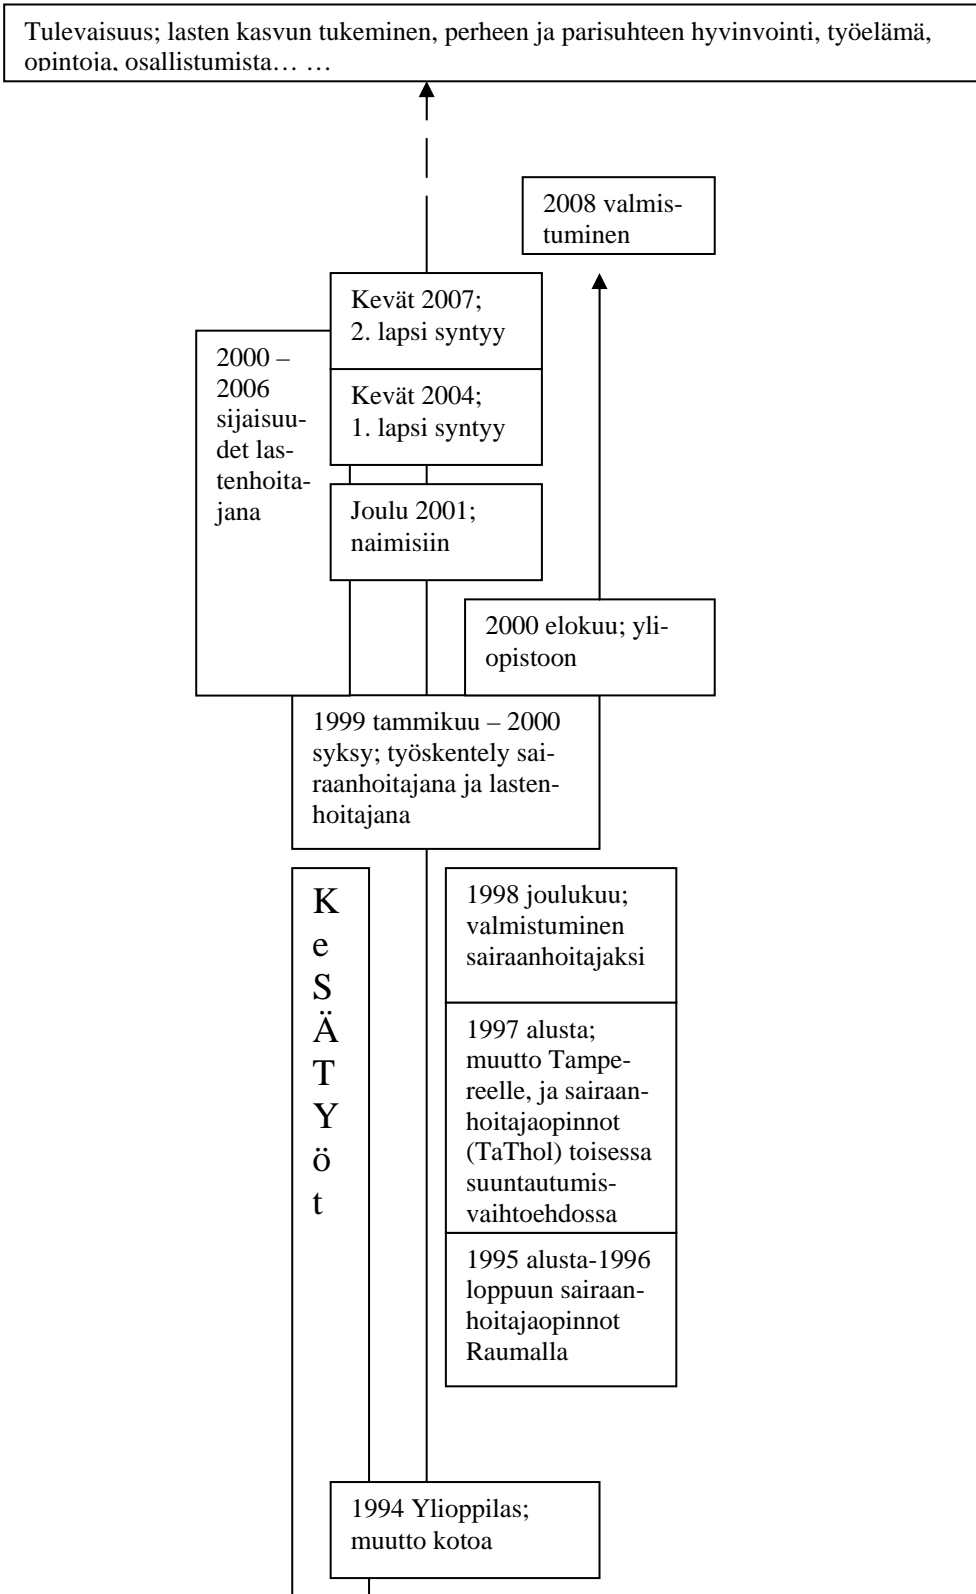 Tulevaisuus; lasten kasvun tukeminen, perheen ja parisuhteen hyvinvointi, työelämä,
opintoja, osallistumista… …
2008 valmis-
tuminen
Kevät 2007;
2. lapsi syntyy
2000 –
2006
sijaisuu-
det las-
tenhoita-
jana
Kevät 2004;
1. lapsi syntyy
Joulu 2001;
naimisiin
2000 elokuu; yli-
opistoon
1999 tammikuu – 2000
syksy; työskentely sai-
raanhoitajana ja lasten-
hoitajana
K
e
S
Ä
T
Y
ö
t
1998 joulukuu;
valmistuminen
sairaanhoitajaksi
1997 alusta;
muutto Tampe-
reelle, ja sairaan-
hoitajaopinnot
(TaThol) toisessa
suuntautumis-
vaihtoehdossa
1995 alusta-1996
loppuun sairaan-
hoitajaopinnot
Raumalla
1994 Ylioppilas;
muutto kotoa